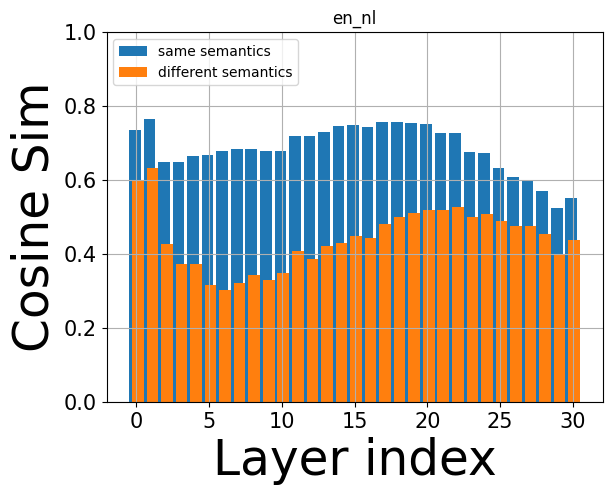 en_nl
same semantics
different semantics
Cosine Sim
1.0
0.8
0.6
0.4
0.2
0.0
0 5 10 15 20 25 30
Layer index